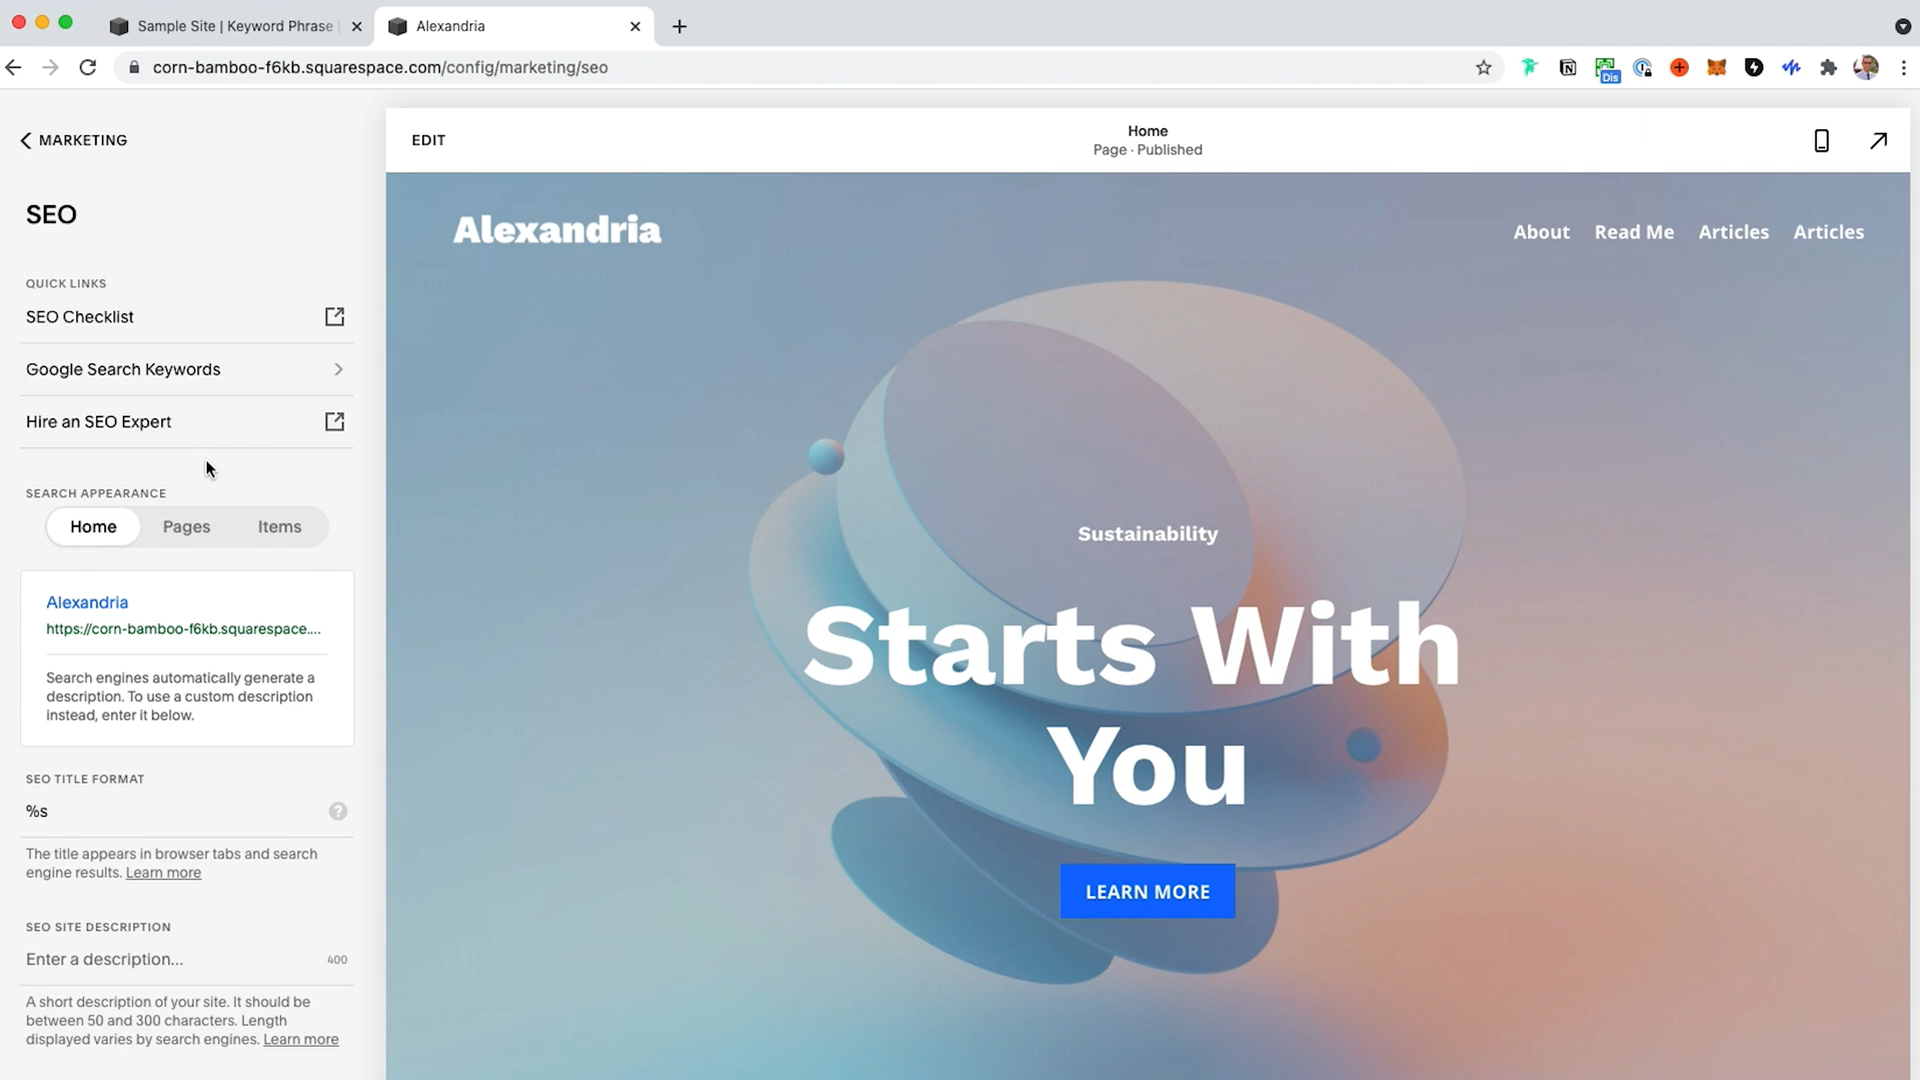 Sample Site | Keyword Phrase |
Alexandria
corn-bamboo-f6kb.squarespace.com/config/marketing/seo
Dis
MARKETING
EDIT
Home
Page · Published
SEO
Alexandria
About
Read Me
Articles
Articles
QUICK LINKS
SEO Checklist
Google Search Keywords
Hire an SEO Expert
SEARCH APPEARANCE
Home
Pages
Items
Alexandria
https://corn-bamboo-f6kb.squarespace....
Search engines automatically generate a
description. To use a custom description
instead, enter it below.
SEO TITLE FORMAT
%s
?
The title appears in browser tabs and search
engine results. Learn more
SEO SITE DESCRIPTION
Enter a description...
400
A short description of your site. It should be
between 50 and 300 characters. Length
displayed varies by search engines. Learn more
Sustainability
Starts With
You
LEARN MORE